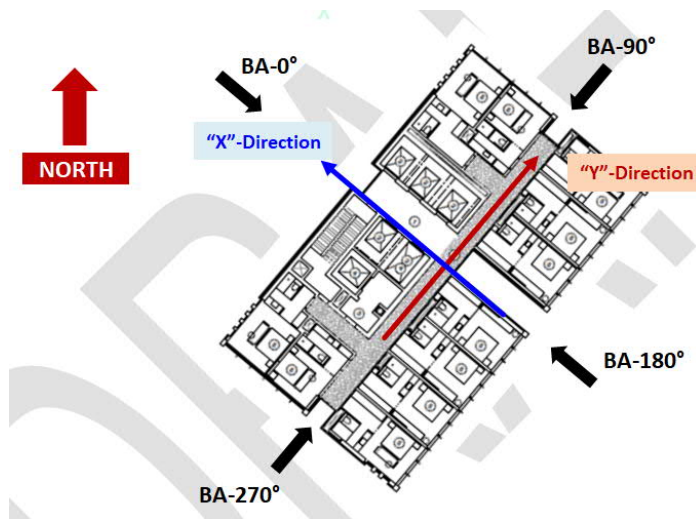 X
BA-0°
BA-90°
"X"-Direction
"Y"-Direction
NORTH
BA-180°
BA-270°